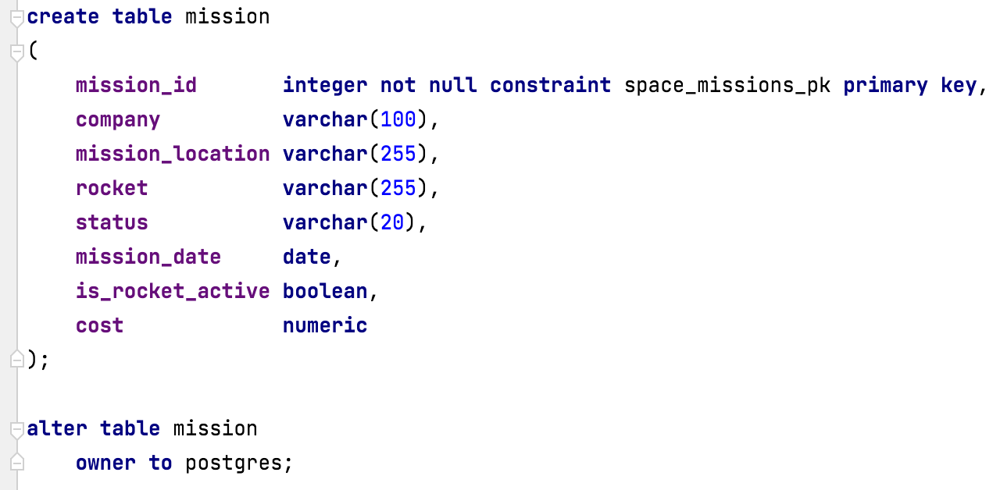 create table mission
(
    mission_id       integer not null constraint space_missions_pk primary key,
    company          varchar(100),
    mission_location varchar(255),
    rocket           varchar(255),
    status           varchar(20),
    mission_date     date,
    is_rocket_active boolean,
    cost             numeric
);

alter table mission
    owner to postgres;